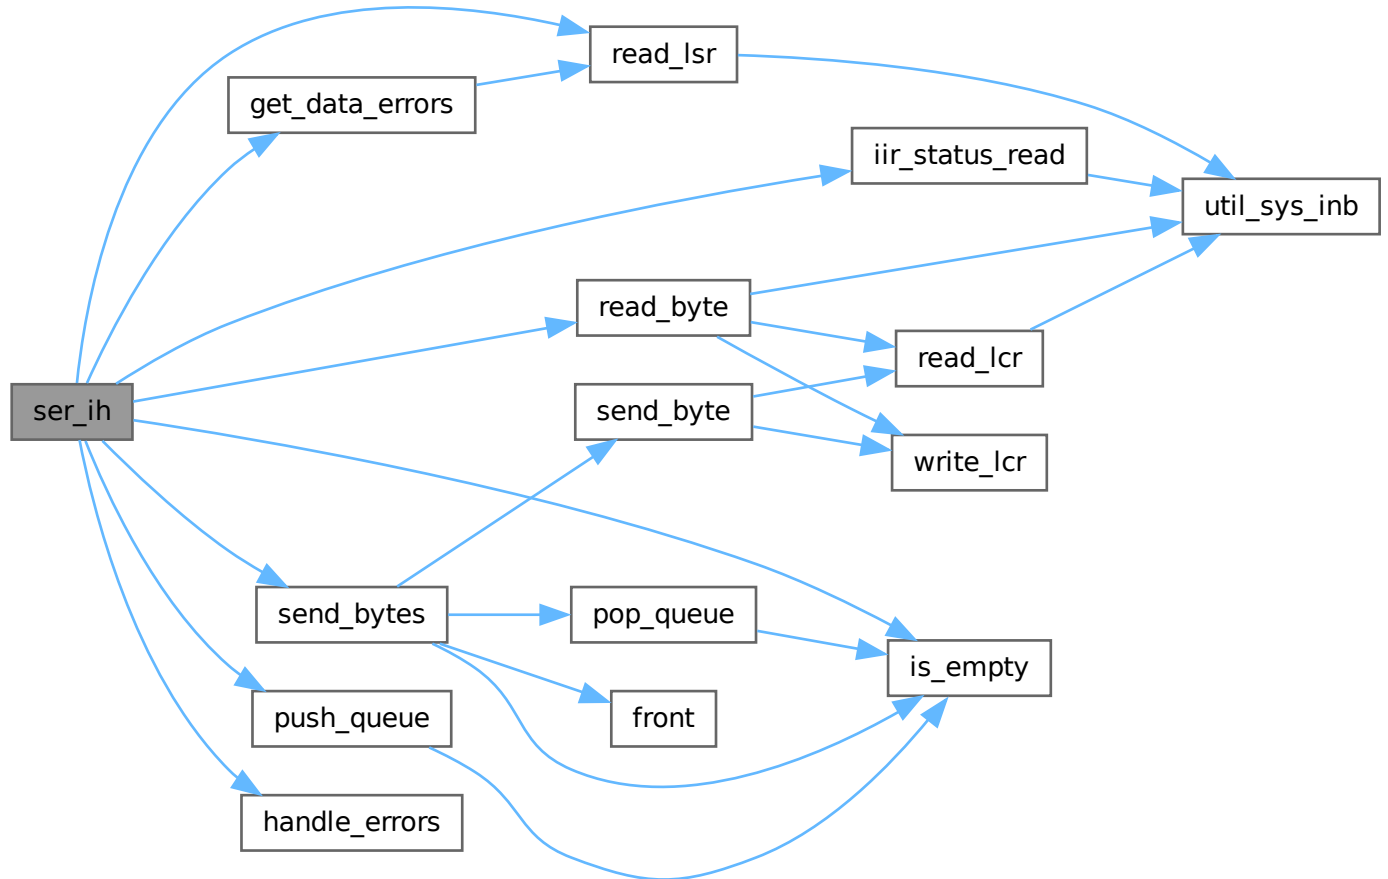 read_lsr
get_data_errors
iir_status_read
util_sys_inb
read_byte
read_lcr
ser_ih
send_byte
write_lcr
send_bytes
pop_queue
is_empty
push_queue
front
handle_errors